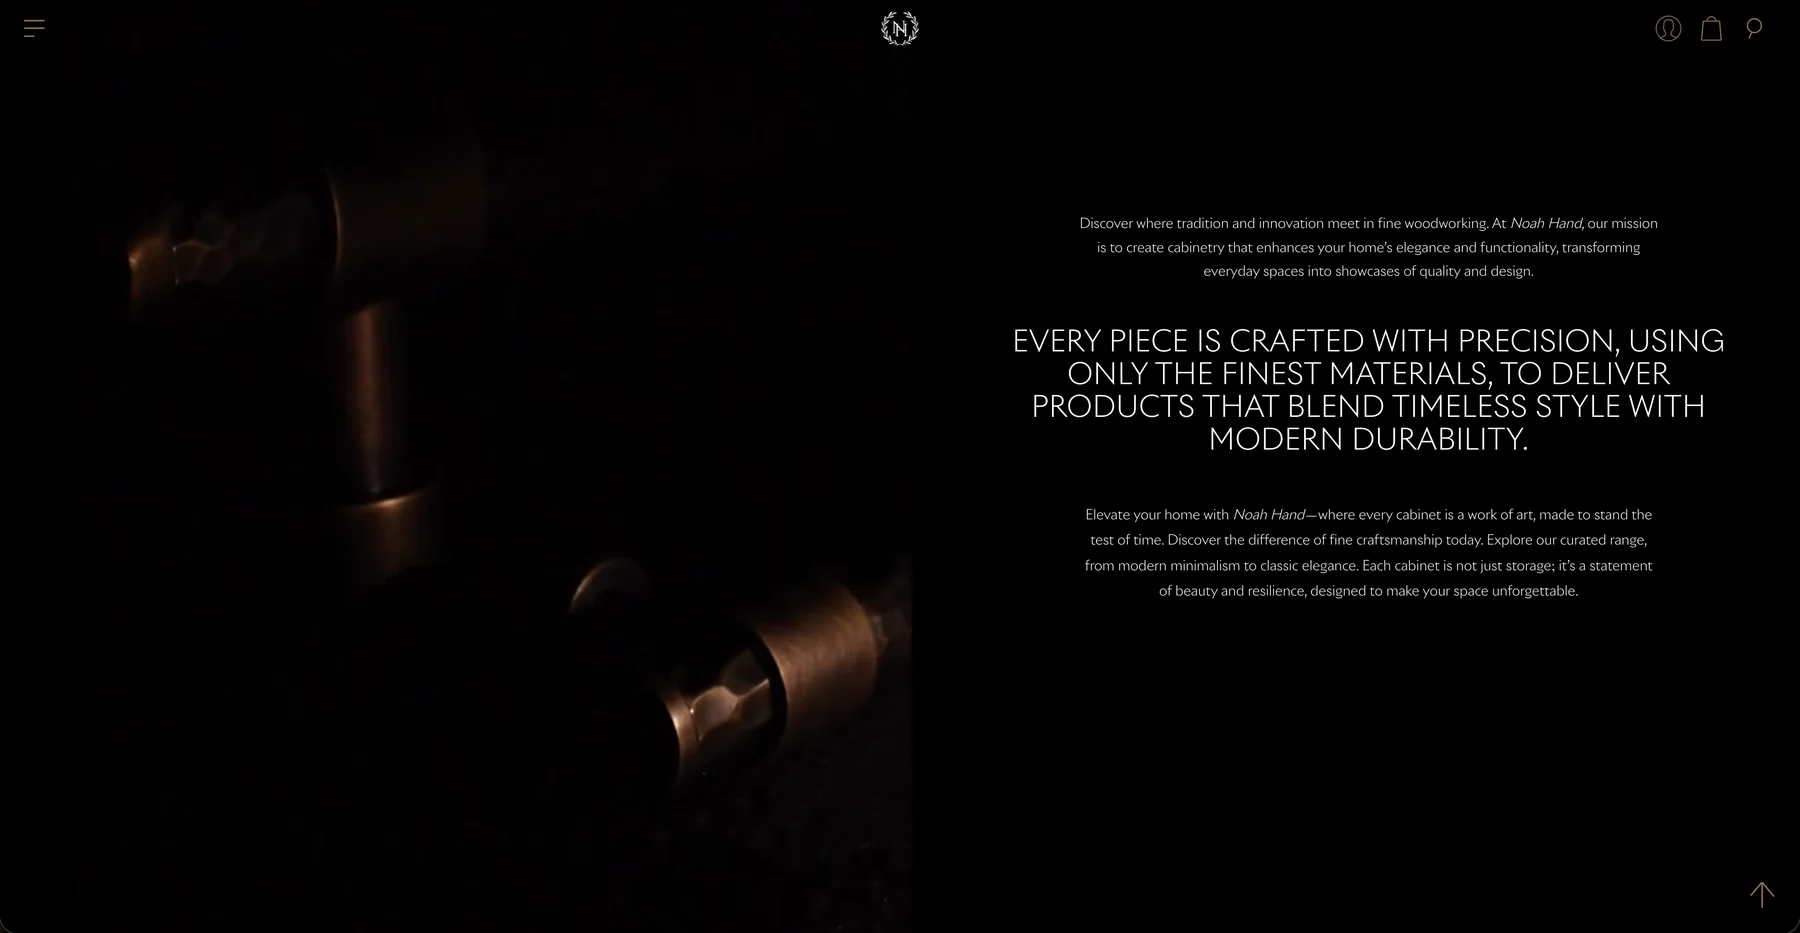 N
Discover where tradition and innovation meet in fine woodworking. At Noah Hand, our mission
is to create cabinetry that enhances your home’s elegance and functionality, transforming
everyday spaces into showcases of quality and design.
EVERY PIECE IS CRAFTED WITH PRECISION, USING
ONLY THE FINEST MATERIALS, TO DELIVER
PRODUCTS THAT BLEND TIMELESS STYLE WITH
MODERN DURABILITY.
Elevate your home with Noah Hand—where every cabinet is a work of art, made to stand the
test of time. Discover the difference of fine craftsmanship today. Explore our curated range,
from modern minimalism to classic elegance. Each cabinet is not just storage; it’s a statement
of beauty and resilience, designed to make your space unforgettable.